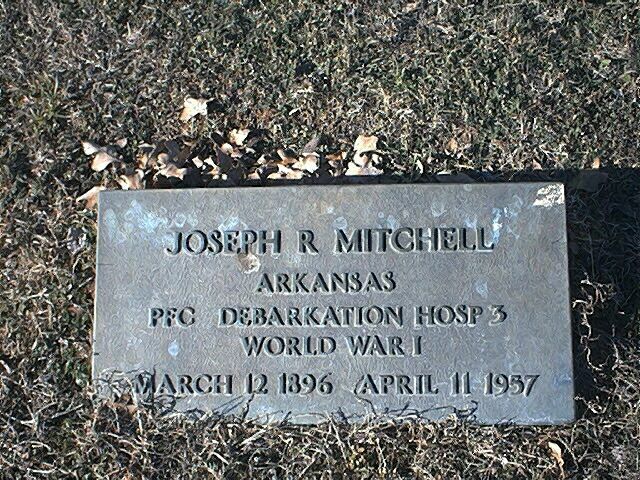 JOSEPH R MITCHELL
ARKANSAS
PFC DEBARKATION HOSP 3
WORLD WAR I
MARCH 12 1896 APRIL 11 1957